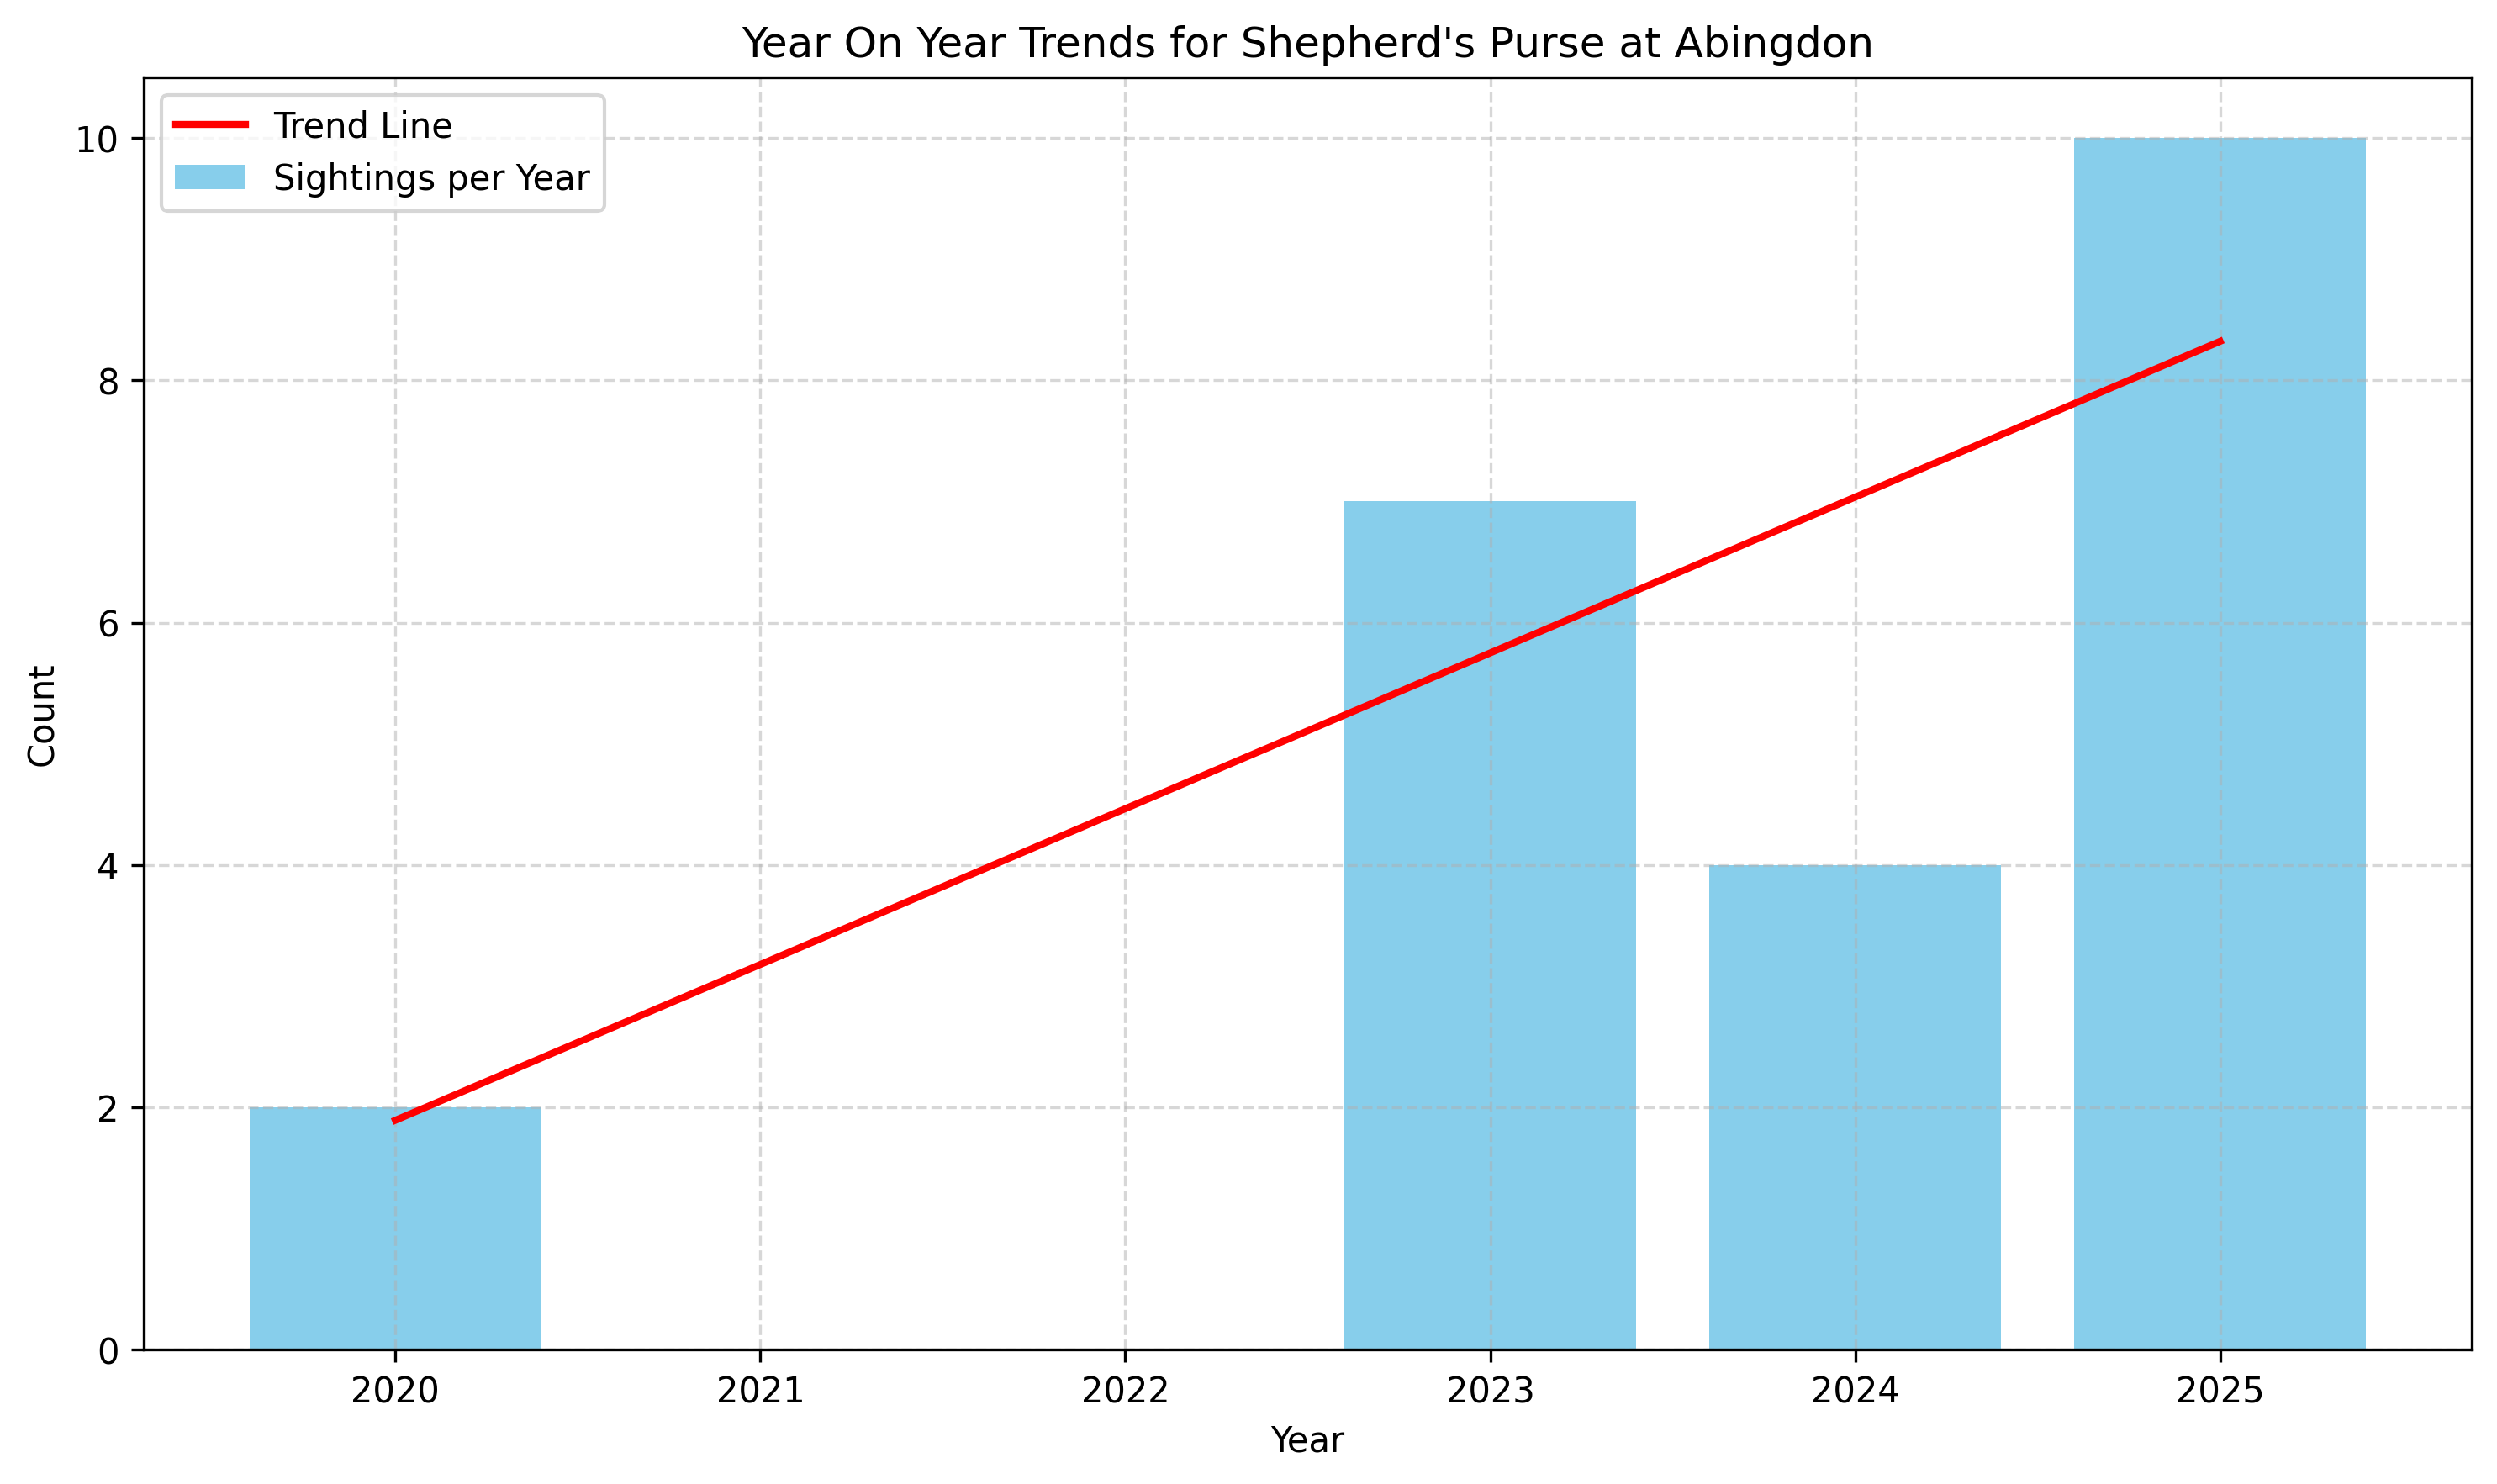 Year On Year Trends for Shepherd's Purse at Abingdon
Trend Line
Sightings per Year
10
8
6
4
2
0
Count
2020 2021 2022 2023 2024 2025
Year